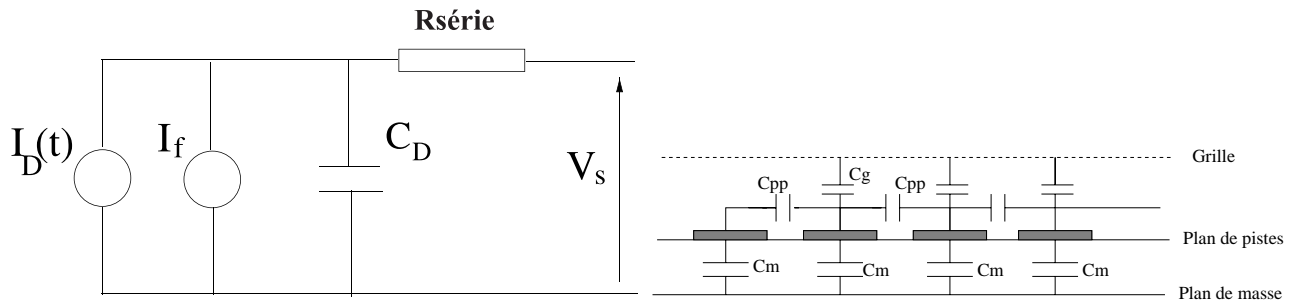 Rsérie
I_D(t)
I_f
C_D
V_s
Grille
Cpp
Cg
Cpp
Plan de pistes
Cm
Cm
Cm
Cm
Plan de masse